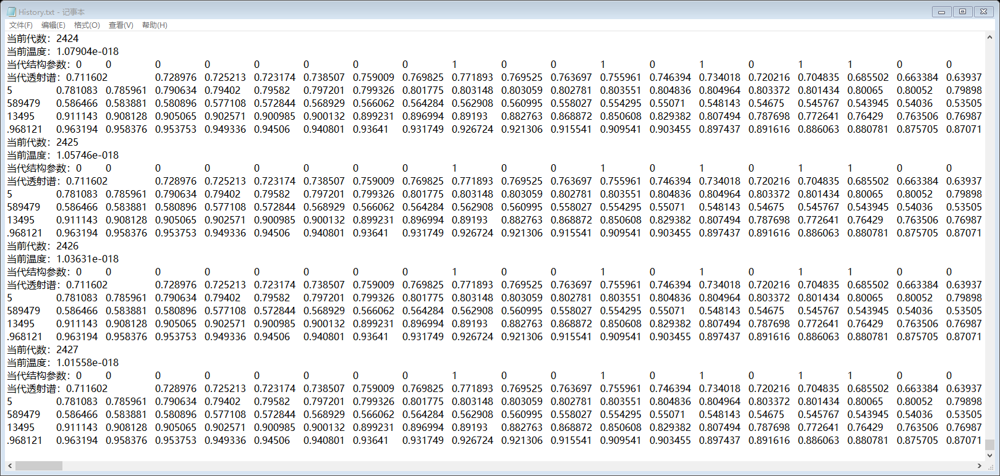 History.txt - 记事本
文件(F) 编辑(E) 格式(O) 查看(V) 帮助(H)
当前代数：2424
当前温度：1.07904e-018
当代结构参数：0 0 0 0 0 0 0 0 1 0 0 1 0 1 0 1 1 0 0
当代透射谱：0.711602 0.728976 0.725213 0.723174 0.738507 0.759009 0.769825 0.771893 0.769525 0.763697 0.755961 0.746394 0.734018 0.720216 0.704835 0.685502 0.663384 0.63937
5 0.781083 0.785961 0.790634 0.79402 0.79582 0.797201 0.799326 0.801775 0.803148 0.803059 0.802781 0.803551 0.804836 0.804964 0.803372 0.801434 0.80065 0.80052 0.79898
589479 0.586466 0.583881 0.580896 0.577108 0.572844 0.568929 0.566062 0.564284 0.562908 0.560995 0.558027 0.554295 0.55071 0.548143 0.54675 0.545767 0.543945 0.54036 0.53505
13495 0.911143 0.908128 0.905065 0.902571 0.900985 0.900132 0.899231 0.896994 0.89193 0.882763 0.868872 0.850608 0.829382 0.807494 0.787698 0.772641 0.76429 0.763506 0.76987
.968121 0.963194 0.958376 0.953753 0.949336 0.94506 0.940801 0.93641 0.931749 0.926724 0.921306 0.915541 0.909541 0.903455 0.897437 0.891616 0.886063 0.880781 0.875705 0.87071
当前代数：2425
当前温度：1.05746e-018
当代结构参数：0 0 0 0 0 0 0 0 1 0 0 1 0 1 0 1 1 0 0
当代透射谱：0.711602 0.728976 0.725213 0.723174 0.738507 0.759009 0.769825 0.771893 0.769525 0.763697 0.755961 0.746394 0.734018 0.720216 0.704835 0.685502 0.663384 0.63937
5 0.781083 0.785961 0.790634 0.79402 0.79582 0.797201 0.799326 0.801775 0.803148 0.803059 0.802781 0.803551 0.804836 0.804964 0.803372 0.801434 0.80065 0.80052 0.79898
589479 0.586466 0.583881 0.580896 0.577108 0.572844 0.568929 0.566062 0.564284 0.562908 0.560995 0.558027 0.554295 0.55071 0.548143 0.54675 0.545767 0.543945 0.54036 0.53505
13495 0.911143 0.908128 0.905065 0.902571 0.900985 0.900132 0.899231 0.896994 0.89193 0.882763 0.868872 0.850608 0.829382 0.807494 0.787698 0.772641 0.76429 0.763506 0.76987
.968121 0.963194 0.958376 0.953753 0.949336 0.94506 0.940801 0.93641 0.931749 0.926724 0.921306 0.915541 0.909541 0.903455 0.897437 0.891616 0.886063 0.880781 0.875705 0.87071
当前代数：2426
当前温度：1.03631e-018
当代结构参数：0 0 0 0 0 0 0 0 1 0 0 1 0 1 0 1 1 0 0
当代透射谱：0.711602 0.728976 0.725213 0.723174 0.738507 0.759009 0.769825 0.771893 0.769525 0.763697 0.755961 0.746394 0.734018 0.720216 0.704835 0.685502 0.663384 0.63937
5 0.781083 0.785961 0.790634 0.79402 0.79582 0.797201 0.799326 0.801775 0.803148 0.803059 0.802781 0.803551 0.804836 0.804964 0.803372 0.801434 0.80065 0.80052 0.79898
589479 0.586466 0.583881 0.580896 0.577108 0.572844 0.568929 0.566062 0.564284 0.562908 0.560995 0.558027 0.554295 0.55071 0.548143 0.54675 0.545767 0.543945 0.54036 0.53505
13495 0.911143 0.908128 0.905065 0.902571 0.900985 0.900132 0.899231 0.896994 0.89193 0.882763 0.868872 0.850608 0.829382 0.807494 0.787698 0.772641 0.76429 0.763506 0.76987
.968121 0.963194 0.958376 0.953753 0.949336 0.94506 0.940801 0.93641 0.931749 0.926724 0.921306 0.915541 0.909541 0.903455 0.897437 0.891616 0.886063 0.880781 0.875705 0.87071
当前代数：2427
当前温度：1.01558e-018
当代结构参数：0 0 0 0 0 0 0 0 1 0 0 1 0 1 0 1 1 0 0
当代透射谱：0.711602 0.728976 0.725213 0.723174 0.738507 0.759009 0.769825 0.771893 0.769525 0.763697 0.755961 0.746394 0.734018 0.720216 0.704835 0.685502 0.663384 0.63937
5 0.781083 0.785961 0.790634 0.79402 0.79582 0.797201 0.799326 0.801775 0.803148 0.803059 0.802781 0.803551 0.804836 0.804964 0.803372 0.801434 0.80065 0.80052 0.79898
589479 0.586466 0.583881 0.580896 0.577108 0.572844 0.568929 0.566062 0.564284 0.562908 0.560995 0.558027 0.554295 0.55071 0.548143 0.54675 0.545767 0.543945 0.54036 0.53505
13495 0.911143 0.908128 0.905065 0.902571 0.900985 0.900132 0.899231 0.896994 0.89193 0.882763 0.868872 0.850608 0.829382 0.807494 0.787698 0.772641 0.76429 0.763506 0.76987
.968121 0.963194 0.958376 0.953753 0.949336 0.94506 0.940801 0.93641 0.931749 0.926724 0.921306 0.915541 0.909541 0.903455 0.897437 0.891616 0.886063 0.880781 0.875705 0.87071